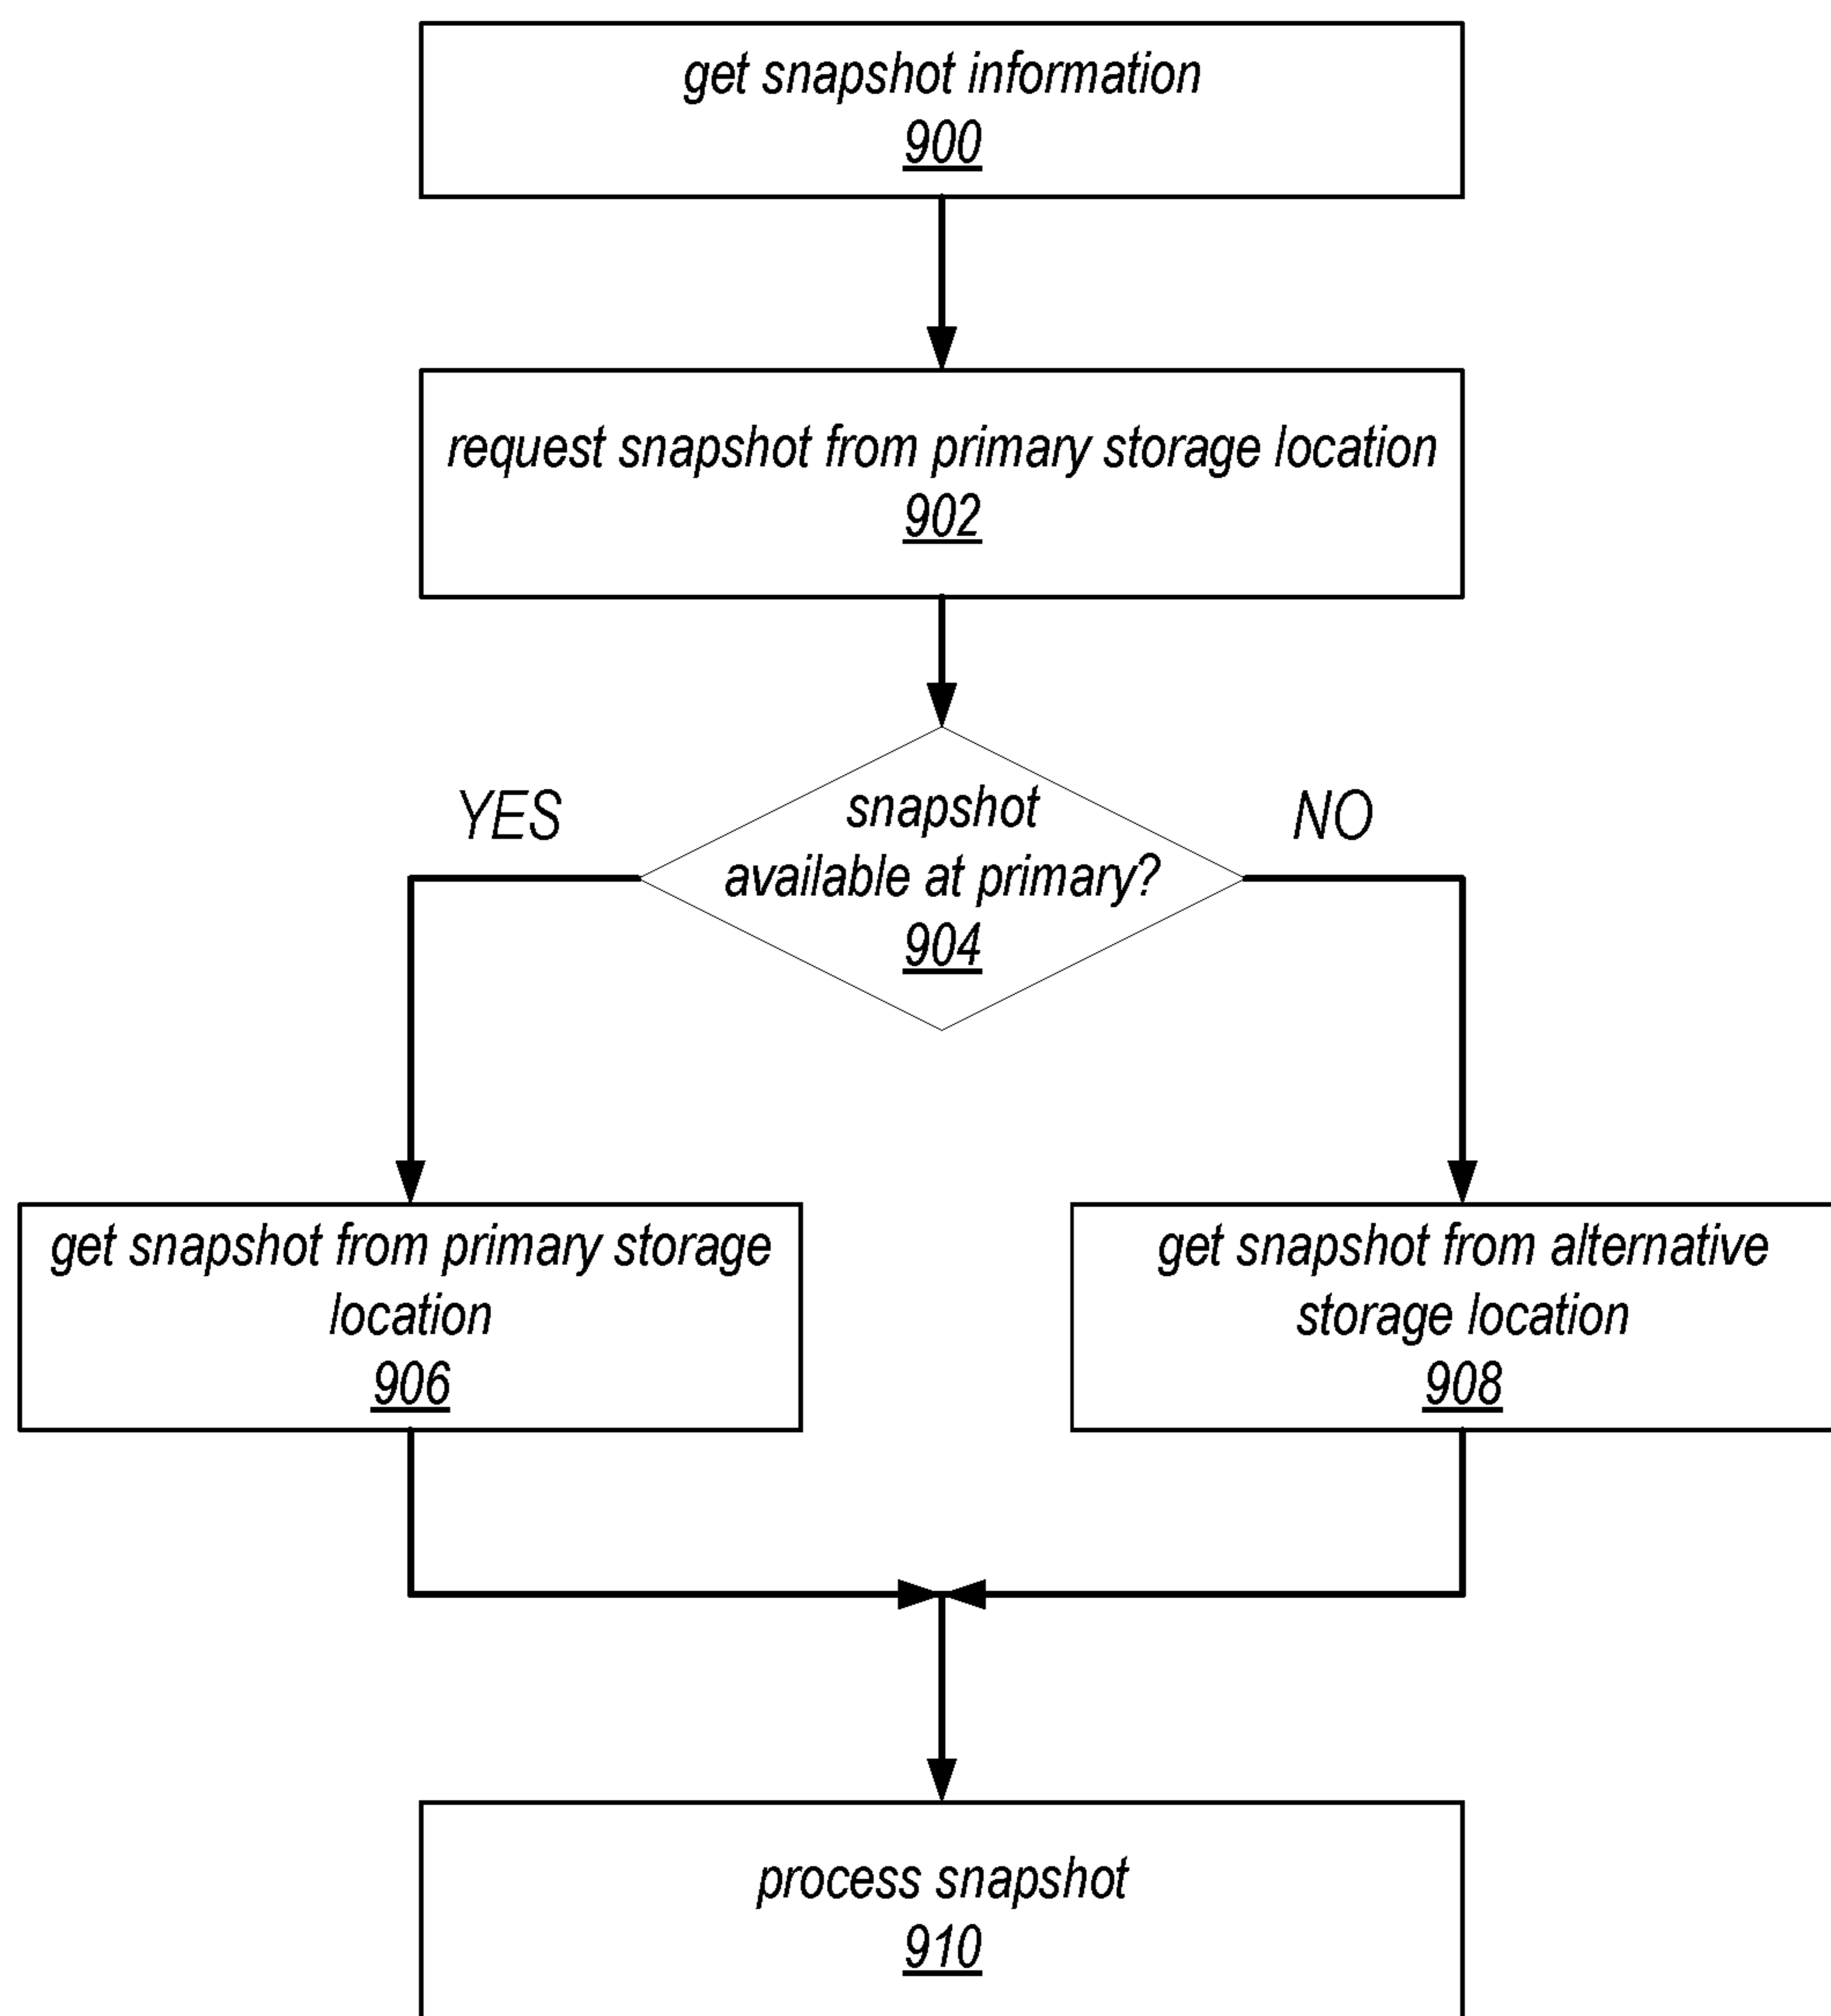 get snapshot information
900
request snapshot from primary storage location
902
snapshot
available at primary?
904
YES
NO
get snapshot from primary storage
location
906
get snapshot from alternative
storage location
908
process snapshot
910